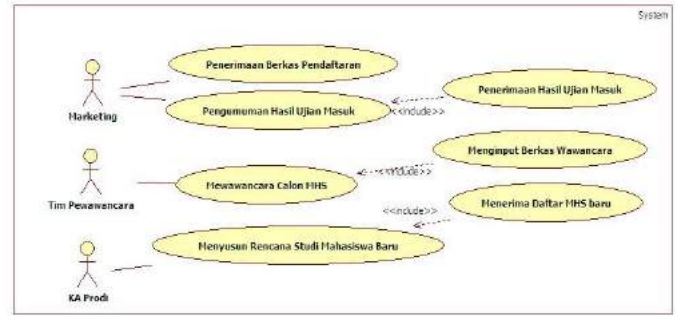 System
Penerimaan Berkas Pendaftaran
Marketing
Pengumuman Hasil Ujian Masuk
<<include>>
Penerimaan Hasil Ujian Masuk
Tim Pewawancara
Mewawancara Calon MHS
<<include>>
Menginput Berkas Wawancara
KA Prodi
Menyusun Rencana Studi Mahasiswa Baru
<<include>>
Menerima Daftar MHS baru